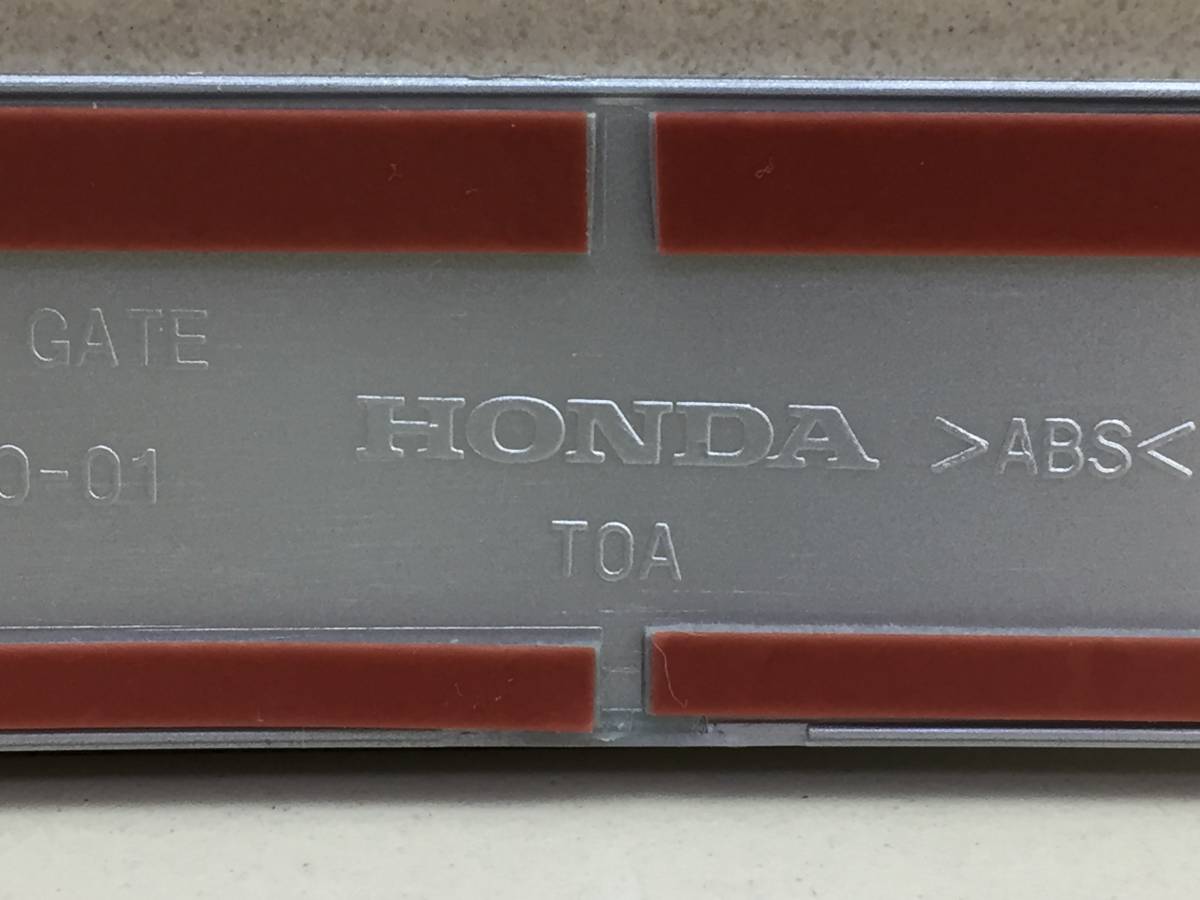 GATE
HONDA >ABS<
0-01
TOA